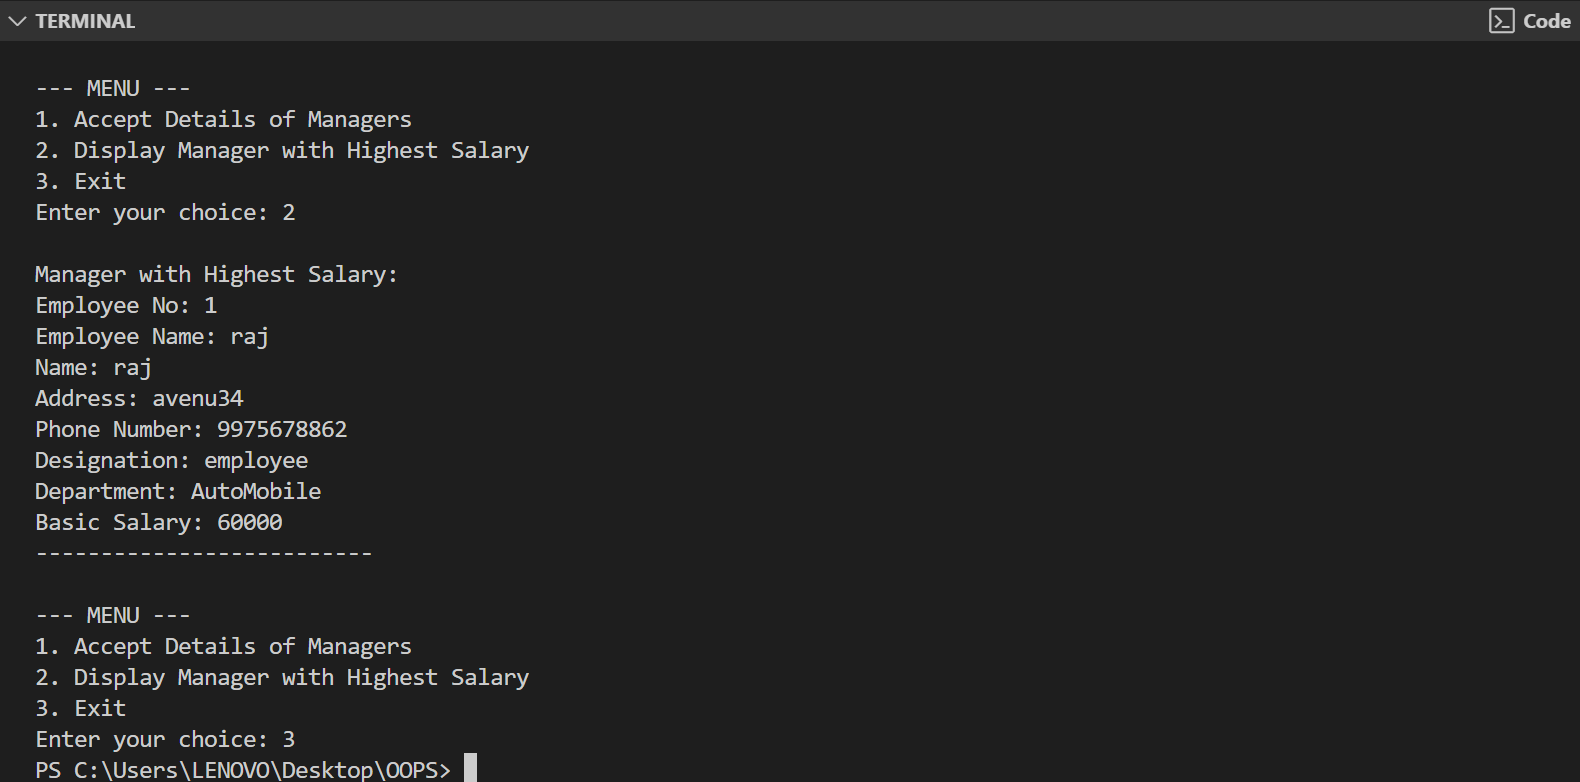 TERMINAL
Code
--- MENU ---
1. Accept Details of Managers
2. Display Manager with Highest Salary
3. Exit
Enter your choice: 2
Manager with Highest Salary:
Employee No: 1
Employee Name: raj
Name: raj
Address: avenu34
Phone Number: 9975678862
Designation: employee
Department: AutoMobile
Basic Salary: 60000
--------------------------
--- MENU ---
1. Accept Details of Managers
2. Display Manager with Highest Salary
3. Exit
Enter your choice: 3
PS C:\Users\LENOVO\Desktop\OOPS>